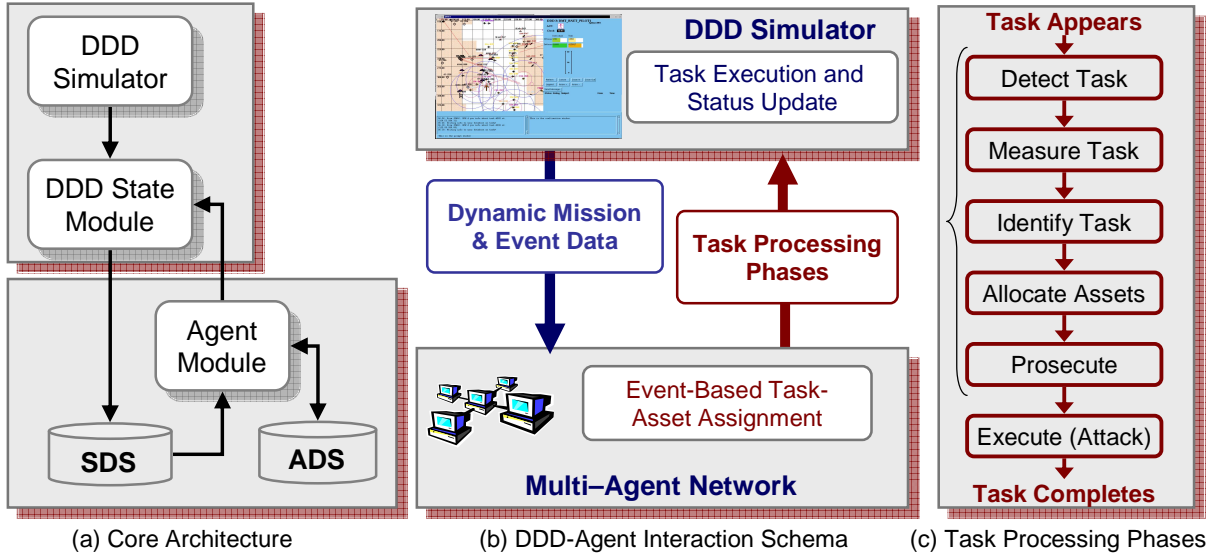 DDD
Simulator
DDD State
Module
Agent
Module
SDS
ADS
(a) Core Architecture
DDD Simulator
Task Execution and
Status Update
Dynamic Mission
& Event Data
Task Processing
Phases
Event-Based Task-
Asset Assignment
Multi–Agent Network
(b) DDD-Agent Interaction Schema
Task Appears
Detect Task
Measure Task
Identify Task
Allocate Assets
Prosecute
Execute (Attack)
Task Completes
(c) Task Processing Phases